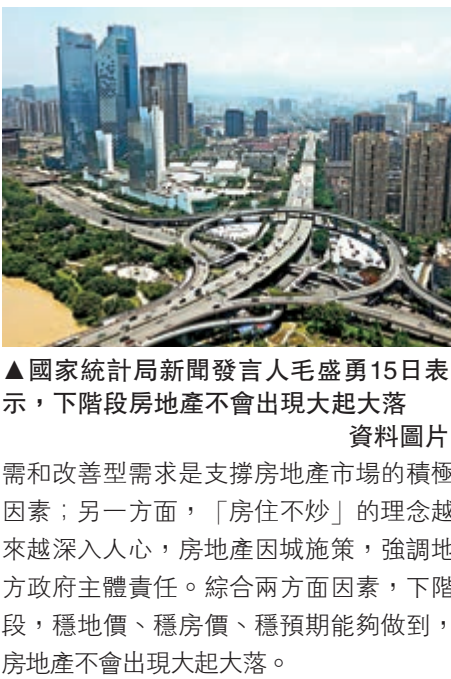 ▲國家統計局新聞發言人毛盛勇15日表
示，下階段房地產不會出現大起大落
資料圖片
需和改善型需求是支撐房地產市場的積極
因素；另一方面，「房住不炒」的理念越
來越深入人心，房地產因城施策，強調地
方政府主體責任。綜合兩方面因素，下階
段，穩地價、穩房價、穩預期能夠做到，
房地產不會出現大起大落。